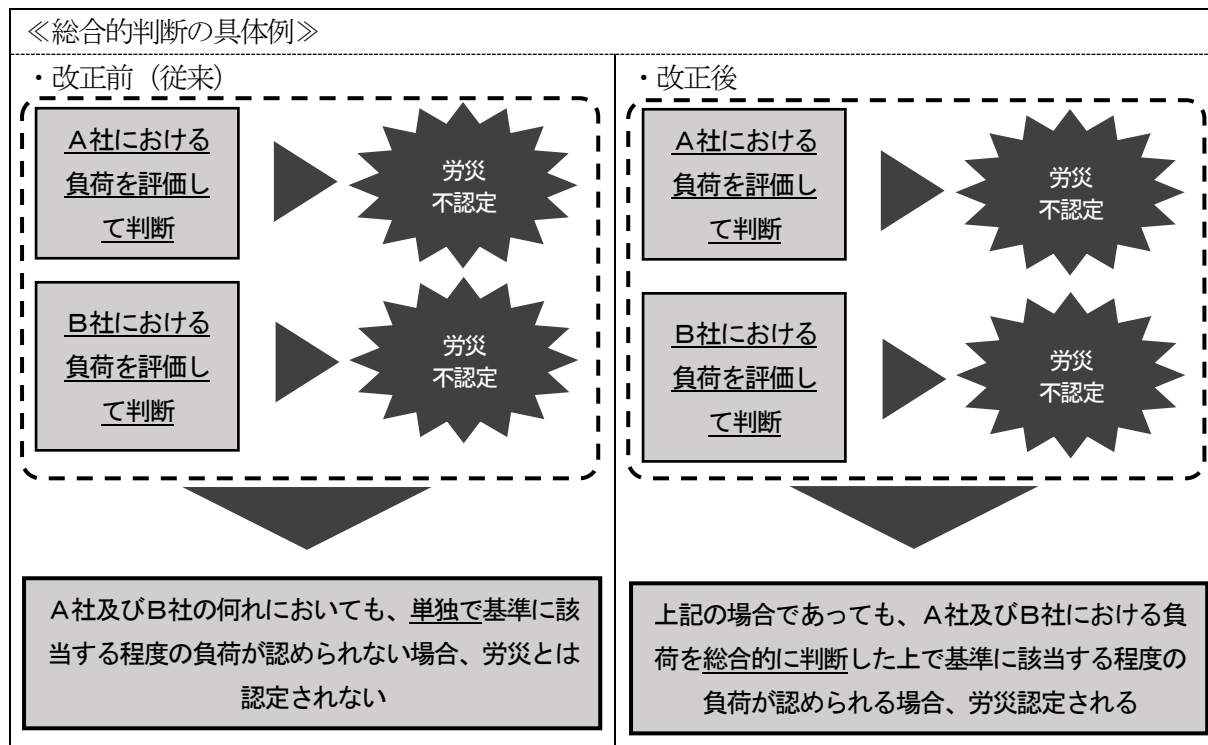 ≪総合的判断の具体例≫
・改正前（従来）
A社における
負荷を評価し
て判断
労災
不認定
B社における
負荷を評価し
て判断
労災
不認定
A社及びB社の何れにおいても、単独で基準に該
当する程度の負荷が認められない場合、労災とは
認定されない
・改正後
A社における
負荷を評価し
て判断
労災
不認定
B社における
負荷を評価し
て判断
労災
不認定
上記の場合であっても、A社及びB社における負
荷を総合的に判断した上で基準に該当する程度の
負荷が認められる場合、労災認定される